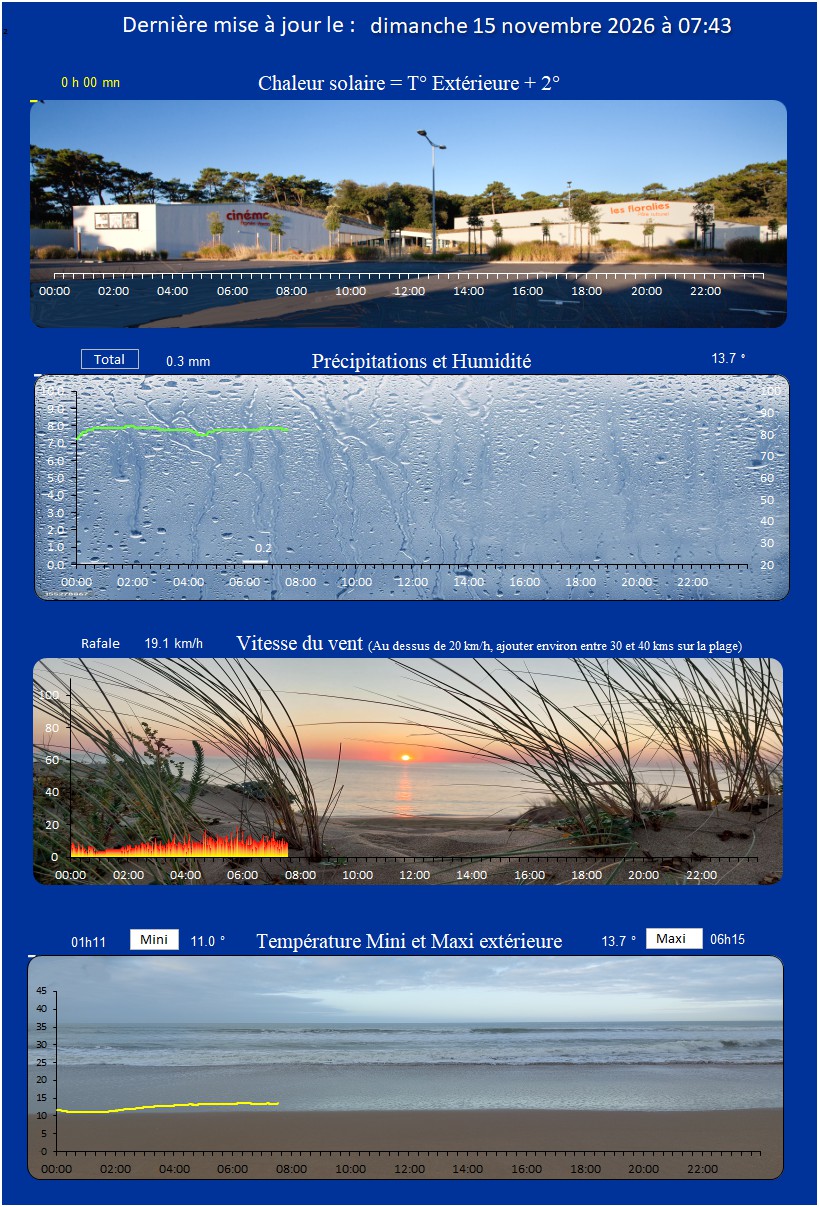 Dernière mise à jour le : dimanche 15 novembre 2026 à 07:43
0 h 00 mn
Chaleur solaire = T° Extérieure + 2°
cinéma
les floralies
00:00 02:00 04:00 06:00 08:00 10:00 12:00 14:00 16:00 18:00 20:00 22:00
Total 0.3 mm Précipitations et Humidité 13.7 °
10.0 100
9.0 90
8.0 80
7.0 70
6.0
5.0 60
4.0 50
3.0
2.0 40
1.0 0.2 30
0.0 20
00:00 02:00 04:00 06:00 08:00 10:00 12:00 14:00 16:00 18:00 20:00 22:00
Rafale 19.1 km/h Vitesse du vent (Au dessus de 20 km/h, ajouter environ entre 30 et 40 kms sur la plage)
100
80
60
40
20
0
00:00 02:00 04:00 06:00 08:00 10:00 12:00 14:00 16:00 18:00 20:00 22:00
01h11 Mini 11.0 ° Température Mini et Maxi extérieure 13.7 ° Maxi 06h15
45
40
35
30
25
20
15
10
5
0
00:00 02:00 04:00 06:00 08:00 10:00 12:00 14:00 16:00 18:00 20:00 22:00